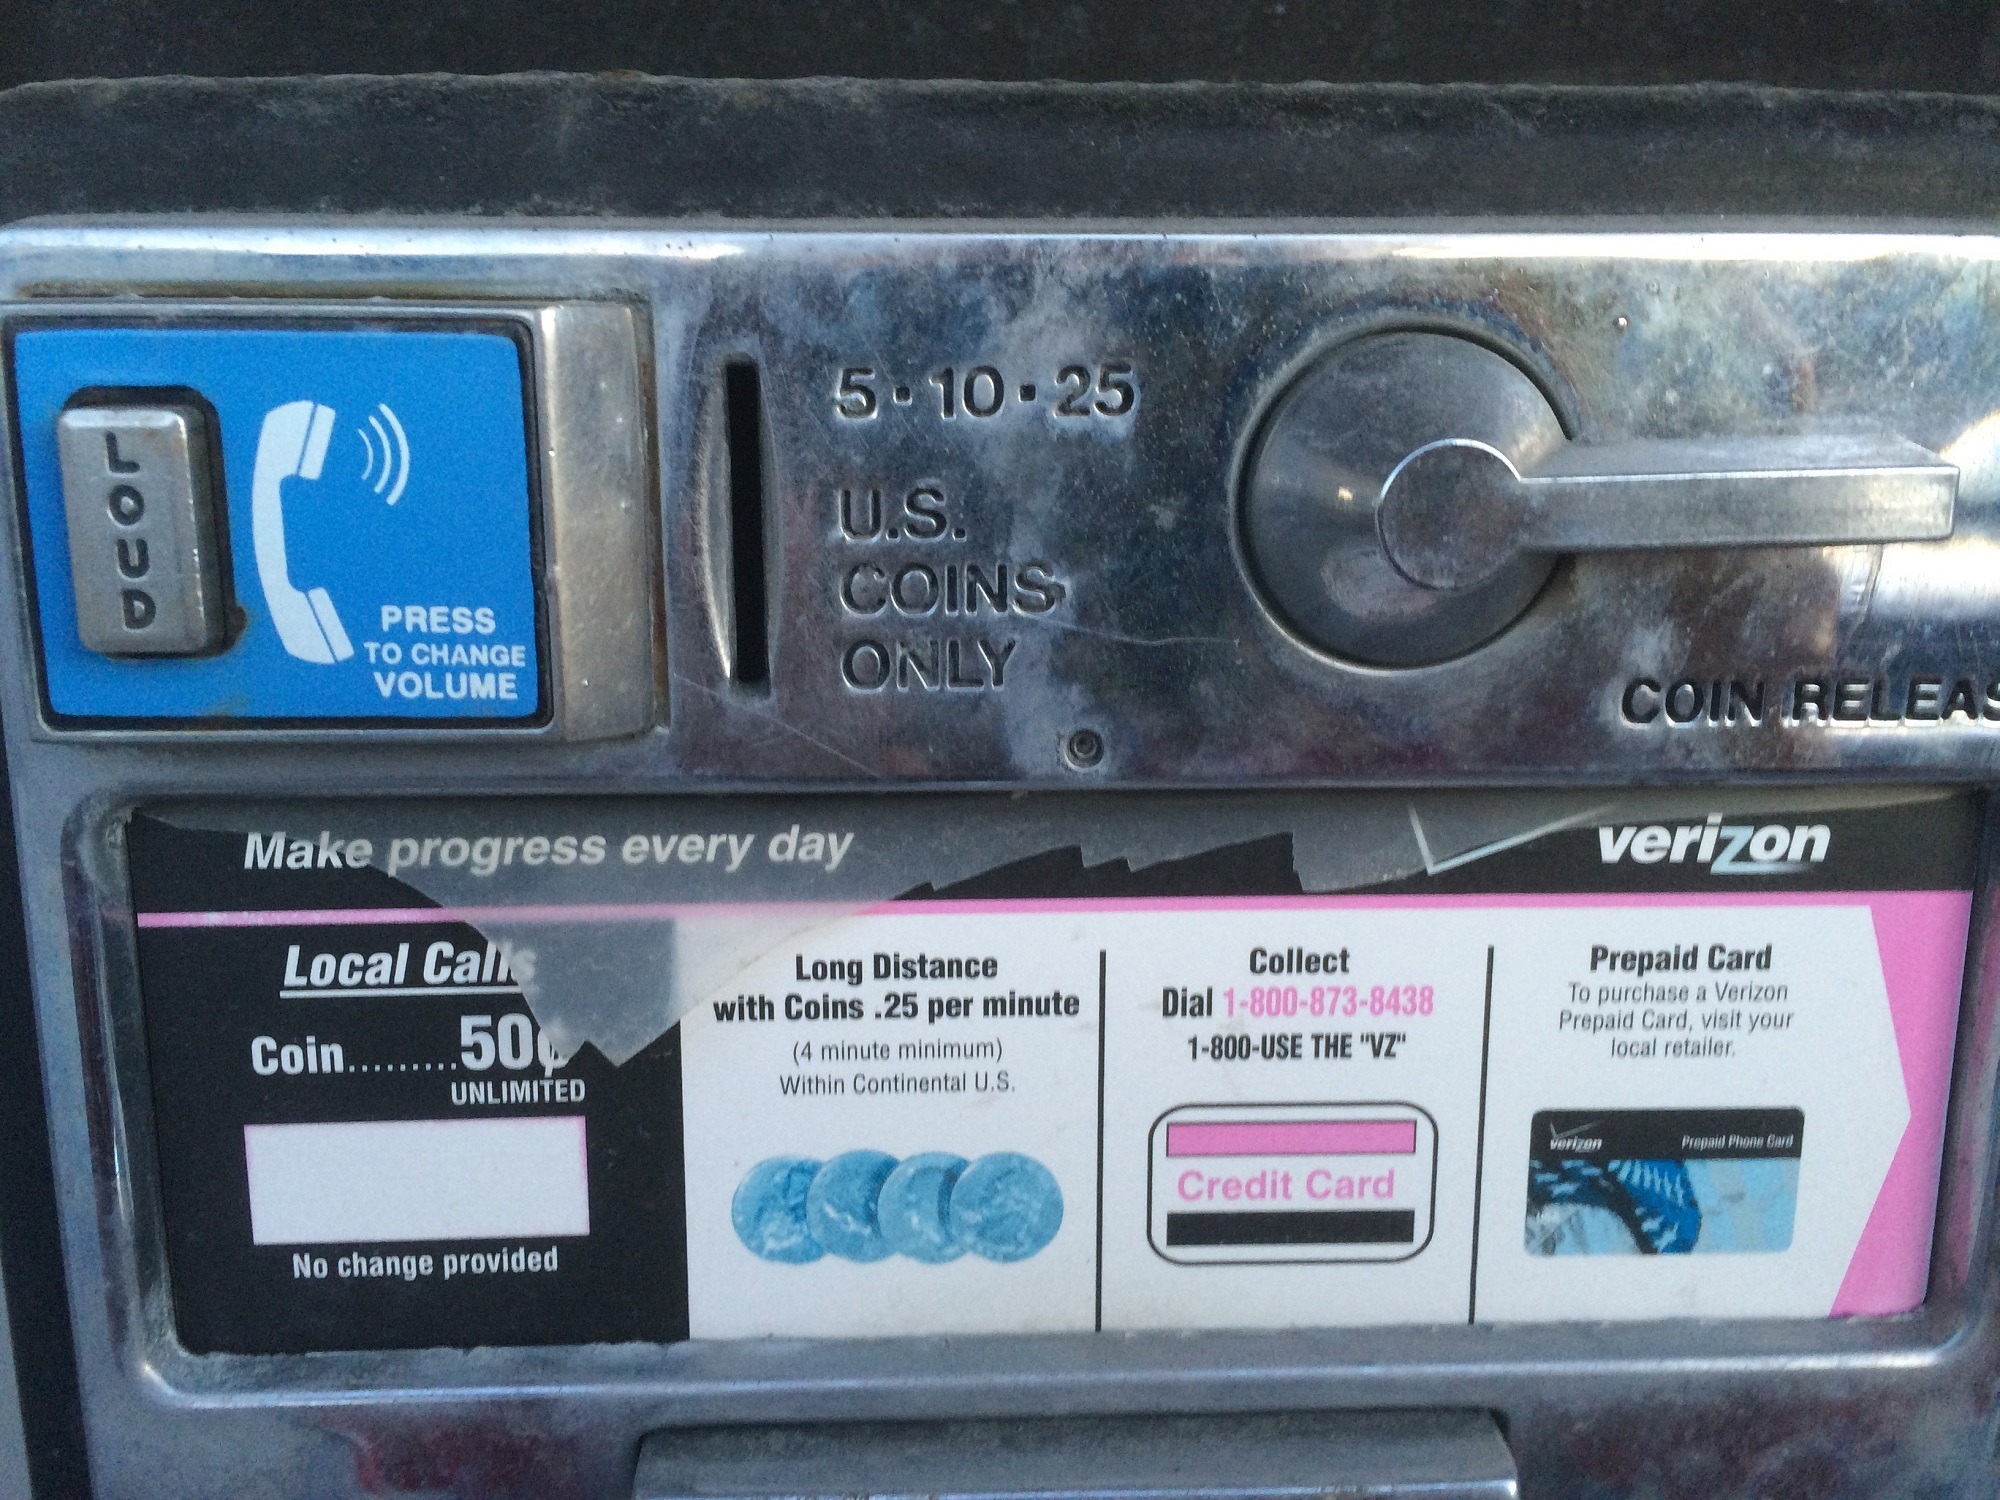 LOUD
PRESS
TO CHANGE
VOLUME
5 · 10 · 25
U.S.
COINS
ONLY
COIN RELEAS
Make progress every day
verizon
Local Calls
Coin.........50¢
UNLIMITED
No change provided
Long Distance
with Coins .25 per minute
(4 minute minimum)
Within Continental U.S.
Collect
Dial 1-800-873-8438
1-800-USE THE "VZ"
Credit Card
Prepaid Card
To purchase a Verizon
Prepaid Card, visit your
local retailer.
verizon Prepaid Phone Card